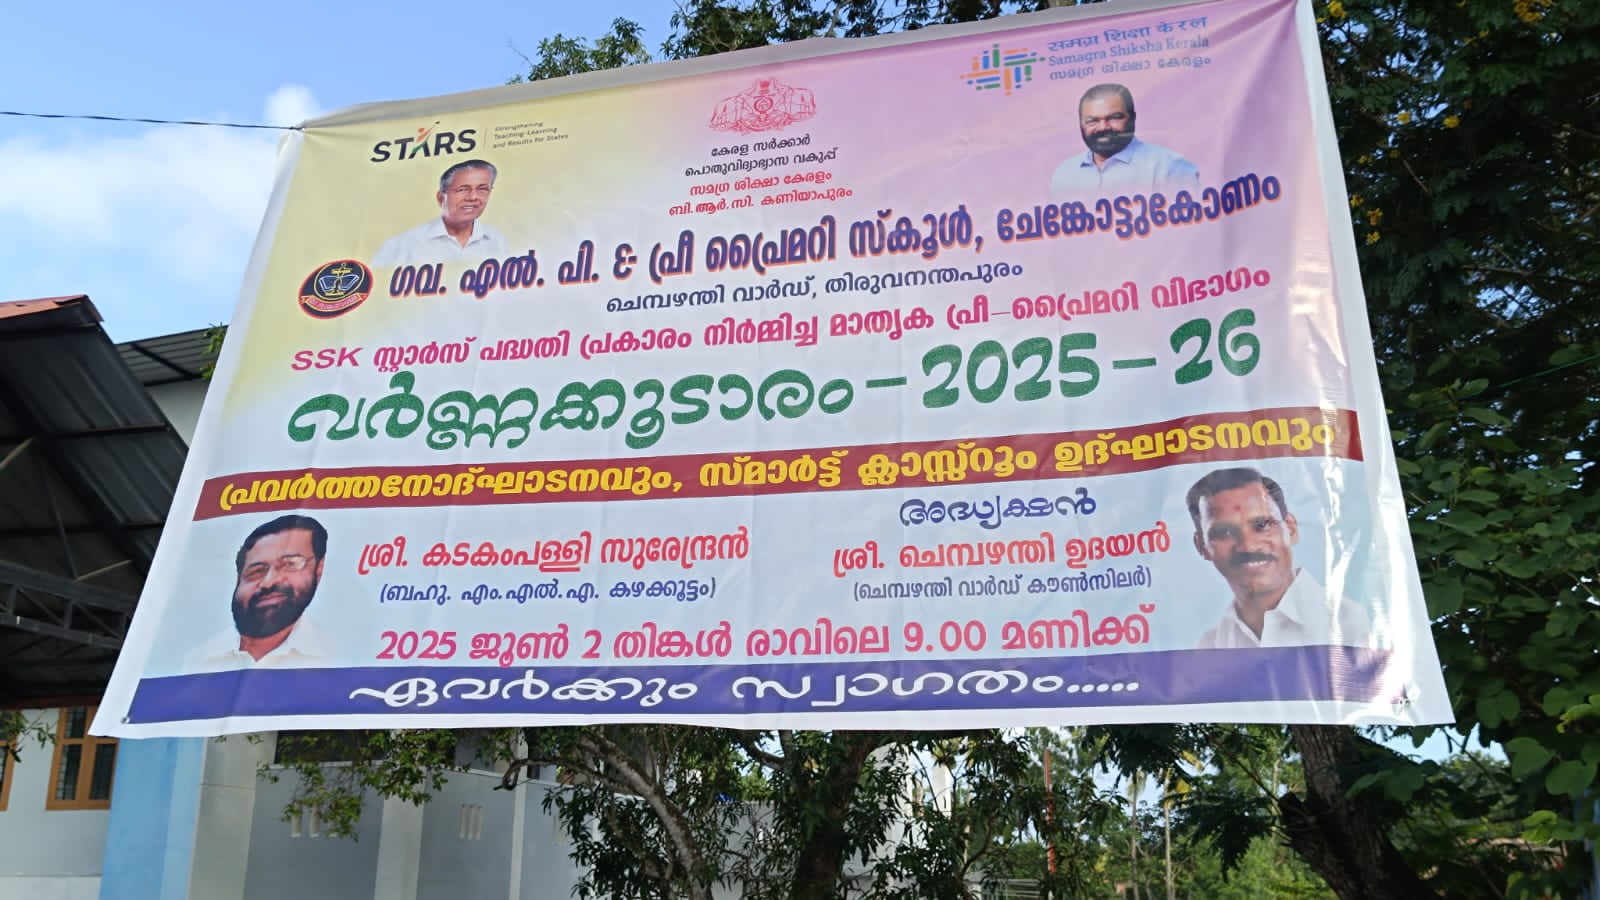 STARS
Strengthening
Teaching-Learning
and Results for States
समग्र शिक्षा केरल
Samagra Shiksha Kerala
സമഗ്ര ശിക്ഷാ കേരളം
കേരള സർക്കാർ
പൊതുവിദ്യാഭ്യാസ വകുപ്പ്
സമഗ്ര ശിക്ഷാ കേരളം
ബി.ആർ.സി. കണിയാപുരം
ഗവ. എൽ. പി. & പ്രീ പ്രൈമറി സ്കൂൾ, ചേങ്കോട്ടുകോണം
ചെമ്പഴന്തി വാർഡ്, തിരുവനന്തപുരം
SSK സ്റ്റാർസ് പദ്ധതി പ്രകാരം നിർമ്മിച്ച മാതൃക പ്രീ-പ്രൈമറി വിഭാഗം
വർണ്ണക്കൂടാരം - 2025 - 26
പ്രവർത്തനോദ്ഘാടനവും, സ്മാർട്ട് ക്ലാസ്സ്റൂം ഉദ്ഘാടനവും
ശ്രീ. കടകംപള്ളി സുരേന്ദ്രൻ
(ബഹു. എം.എൽ.എ. കഴക്കൂട്ടം)
അദ്ധ്യക്ഷൻ
ശ്രീ. ചെമ്പഴന്തി ഉദയൻ
(ചെമ്പഴന്തി വാർഡ് കൗൺസിലർ)
2025 ജൂൺ 2 തിങ്കൾ രാവിലെ 9.00 മണിക്ക്
ഏവർക്കും സ്വാഗതം.....